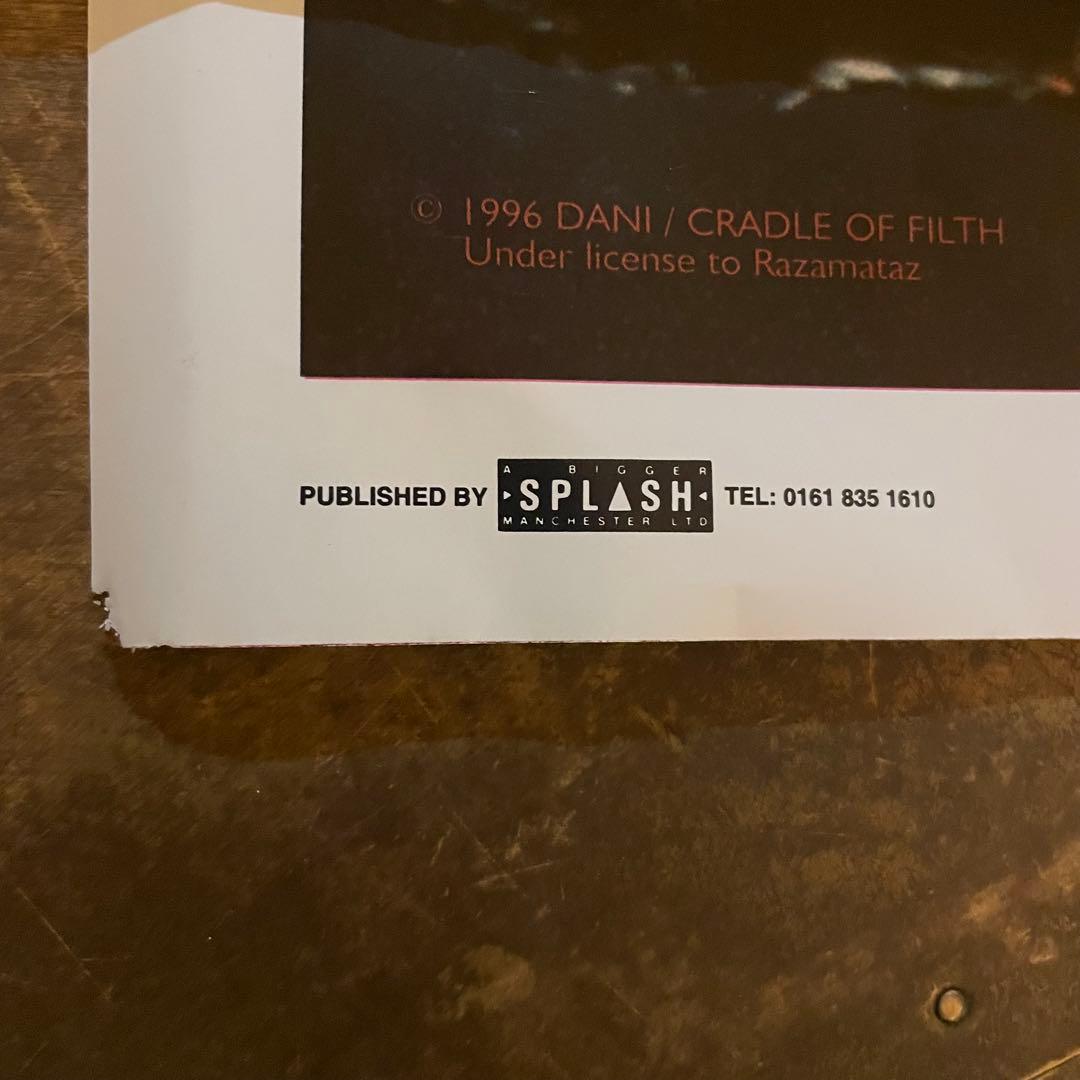 © 1996 DANI / CRADLE OF FILTH
Under license to Razamataz
PUBLISHED BY
A BIGGER
SPLASH
MANCHESTER LTD
TEL: 0161 835 1610